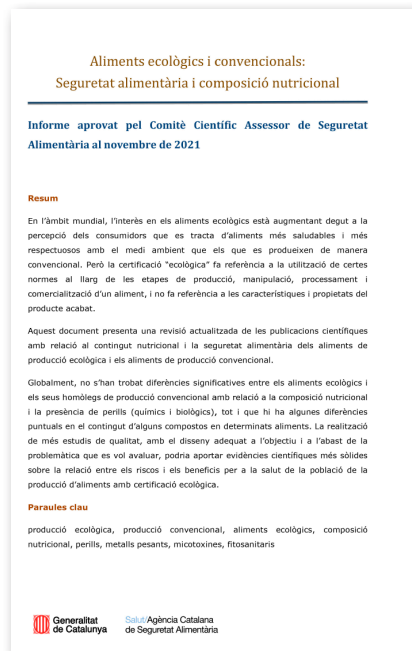 Aliments ecològics i convencionals:
Seguretat alimentària i composició nutricional
Informe aprovat pel Comitè Científic Assessor de Seguretat
Alimentària al novembre de 2021
Resum
En l'àmbit mundial, l'interès en els aliments ecològics està augmentant degut a la
percepció dels consumidors que es tracta d'aliments més saludables i més
respectuosos amb el medi ambient que els que es produeixen de manera
convencional. Però la certificació "ecològica" fa referència a la utilització de certes
normes al llarg de les etapes de producció, manipulació, processament i
comercialització d'un aliment, i no fa referència a les característiques i propietats del
producte acabat.
Aquest document presenta una revisió actualitzada de les publicacions científiques
amb relació al contingut nutricional i la seguretat alimentària dels aliments de
producció ecològica i els aliments de producció convencional.
Globalment, no s'han trobat diferències significatives entre els aliments ecològics i
els seus homòlegs de producció convencional amb relació a la composició nutricional
i la presència de perills (químics i biològics), tot i que hi ha algunes diferències
puntuals en el contingut d'alguns compostos en determinats aliments. La realització
de més estudis de qualitat, amb el disseny adequat a l'objectiu i a l'abast de la
problemàtica que es vol avaluar, podria aportar evidències científiques més sòlides
sobre la relació entre els riscos i els beneficis per a la salut de la població de la
producció d'aliments amb certificació ecològica.
Paraules clau
producció ecològica, producció convencional, aliments ecològics, composició
nutricional, perills, metalls pesants, micotoxines, fitosanitaris
Generalitat
de Catalunya
Salut/Agència Catalana
de Seguretat Alimentària